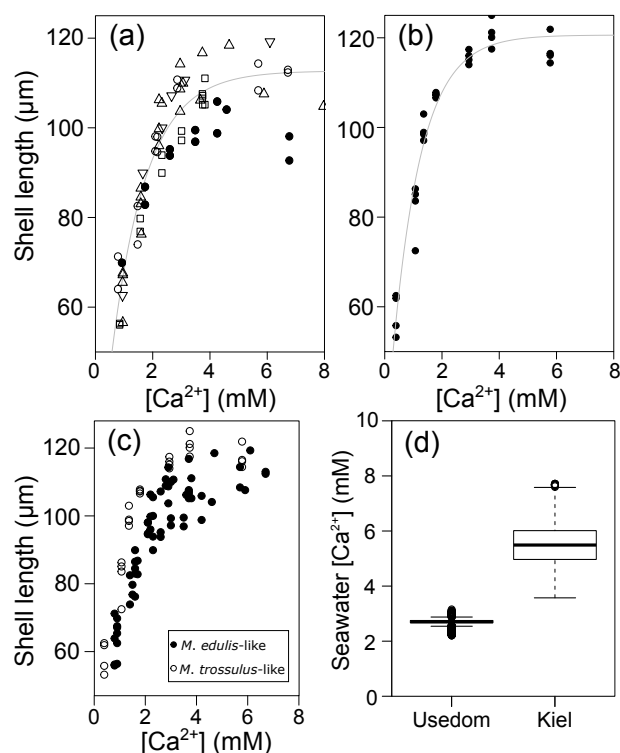 (a)
(b)
Shell length (µm)
120
100
80
60
120
100
80
60
0 2 4 6 8
[Ca²⁺] (mM)
0 2 4 6 8
[Ca²⁺] (mM)
(c)
(d)
Shell length (µm)
120
100
80
60
M. edulis-like
M. trossulus-like
0 2 4 6 8
[Ca²⁺] (mM)
Seawater [Ca²⁺] (mM)
10
8
6
4
2
0
Usedom Kiel